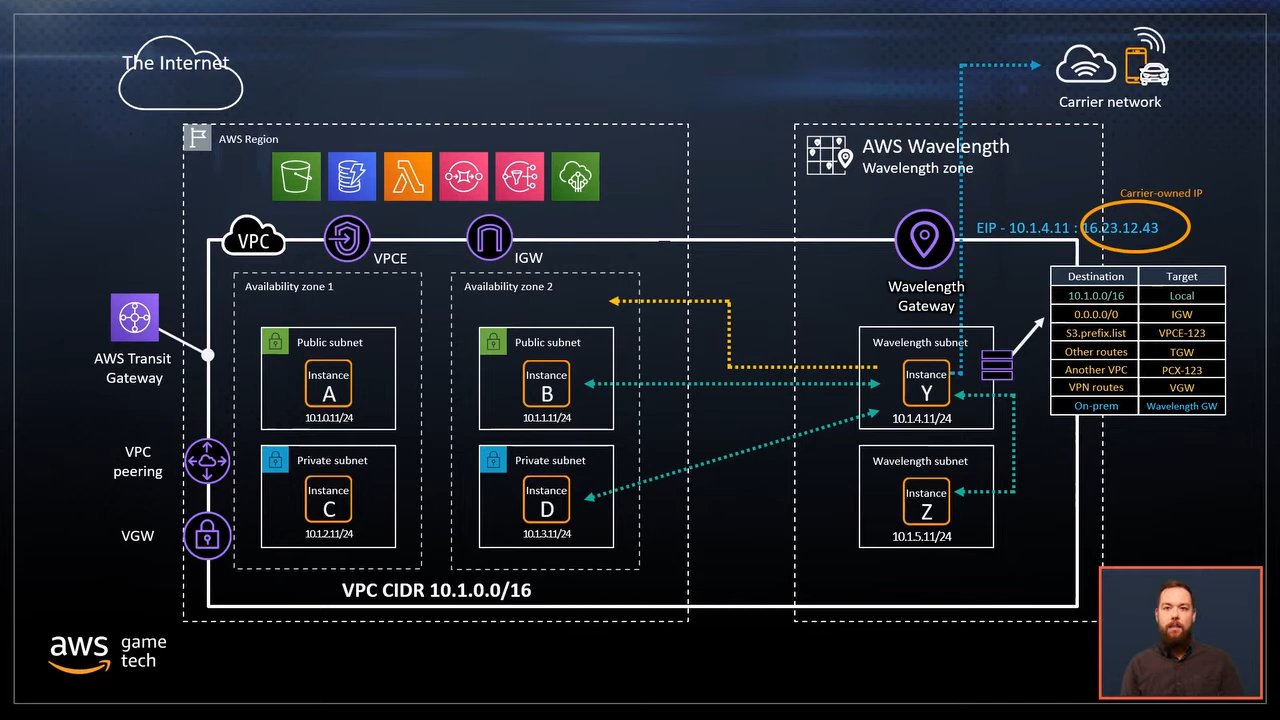 The Internet
Carrier network
AWS Region
AWS Wavelength
Wavelength zone
Carrier-owned IP
EIP - 10.1.4.11 : 16.23.12.43
VPC
VPCE
IGW
Wavelength
Gateway
Availability zone 1
Availability zone 2
Destination Target
10.1.0.0/16 Local
0.0.0.0/0 IGW
S3.prefix.list VPCE-123
Other routes TGW
Another VPC PCX-123
VPN routes VGW
On-prem Wavelength GW
AWS Transit
Gateway
Public subnet
Instance
A
10.1.0.11/24
Public subnet
Instance
B
10.1.1.11/24
Wavelength subnet
Instance
Y
10.1.4.11/24
VPC
peering
VGW
Private subnet
Instance
C
10.1.2.11/24
Private subnet
Instance
D
10.1.3.11/24
Wavelength subnet
Instance
Z
10.1.5.11/24
VPC CIDR 10.1.0.0/16
aws game
tech